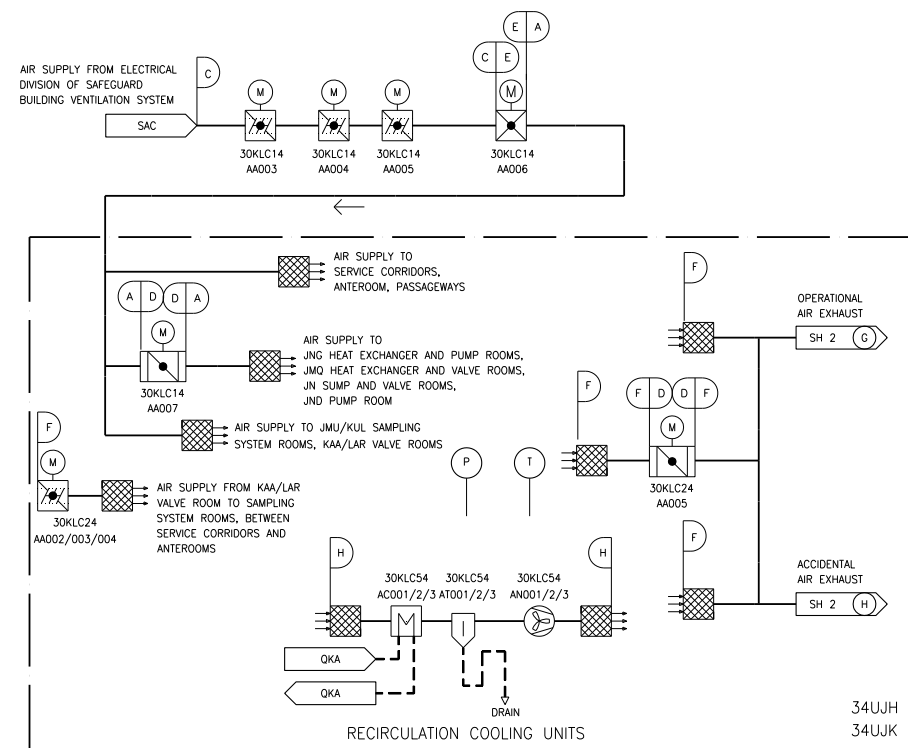 E A
AIR SUPPLY FROM ELECTRICAL
DIVISION OF SAFEGUARD
BUILDING VENTILATION SYSTEM
C
C E
M M M M
SAC
30KLC14 30KLC14 30KLC14 30KLC14
AA003 AA004 AA005 AA006
AIR SUPPLY TO
SERVICE CORRIDORS,
ANTEROOM, PASSAGEWAYS
F
A D D A
OPERATIONAL
AIR EXHAUST
M
SH 2 G
AIR SUPPLY TO
JNG HEAT EXCHANGER AND PUMP ROOMS,
JMQ HEAT EXCHANGER AND VALVE ROOMS,
JN SUMP AND VALVE ROOMS,
JND PUMP ROOM
30KLC14
AA007
F
F D D F
M
F
AIR SUPPLY TO JMU/KUL SAMPLING
SYSTEM ROOMS, KAA/LAR VALVE ROOMS
M
P T
30KLC24
AA005
AIR SUPPLY FROM KAA/LAR
VALVE ROOM TO SAMPLING
SYSTEM ROOMS, BETWEEN
SERVICE CORRIDORS AND
ANTEROOMS
30KLC24
AA002/003/004
F
H H
ACCIDENTAL
AIR EXHAUST
30KLC54 30KLC54 30KLC54
AC001/2/3 AT001/2/3 AN001/2/3
SH 2 H
QKA
QKA
DRAIN
RECIRCULATION COOLING UNITS
34UJH
34UJK